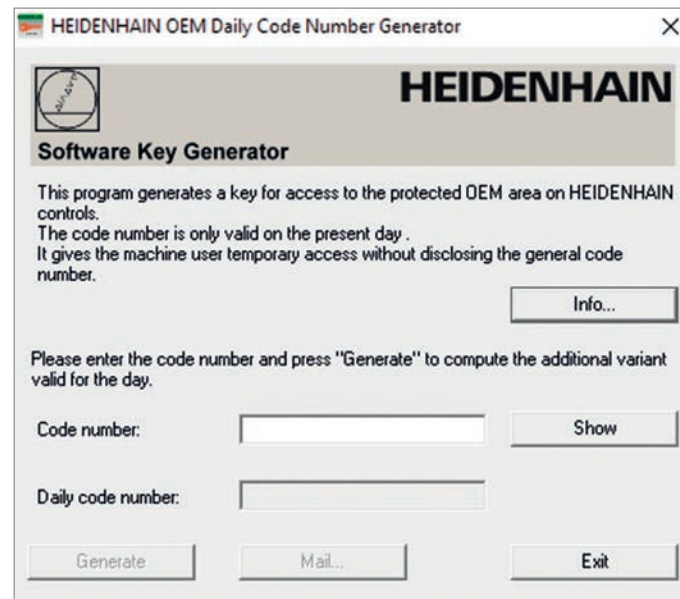 HEIDENHAIN OEM Daily Code Number Generator
HEIDENHAIN
Software Key Generator
This program generates a key for access to the protected OEM area on HEIDENHAIN
controls.
The code number is only valid on the present day .
It gives the machine user temporary access without disclosing the general code
number.
Info...
Please enter the code number and press "Generate" to compute the additional variant
valid for the day.
Code number:
Show
Daily code number:
Generate
Mail...
Exit